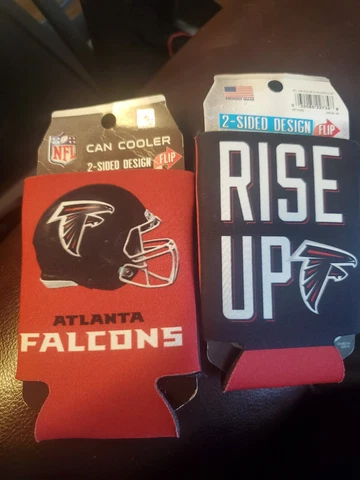 NFL
CAN COOLER
2-SIDED DESIGN
FLIP
ATLANTA
FALCONS
2-SIDED DESIGN
FLIP
RISE
UP